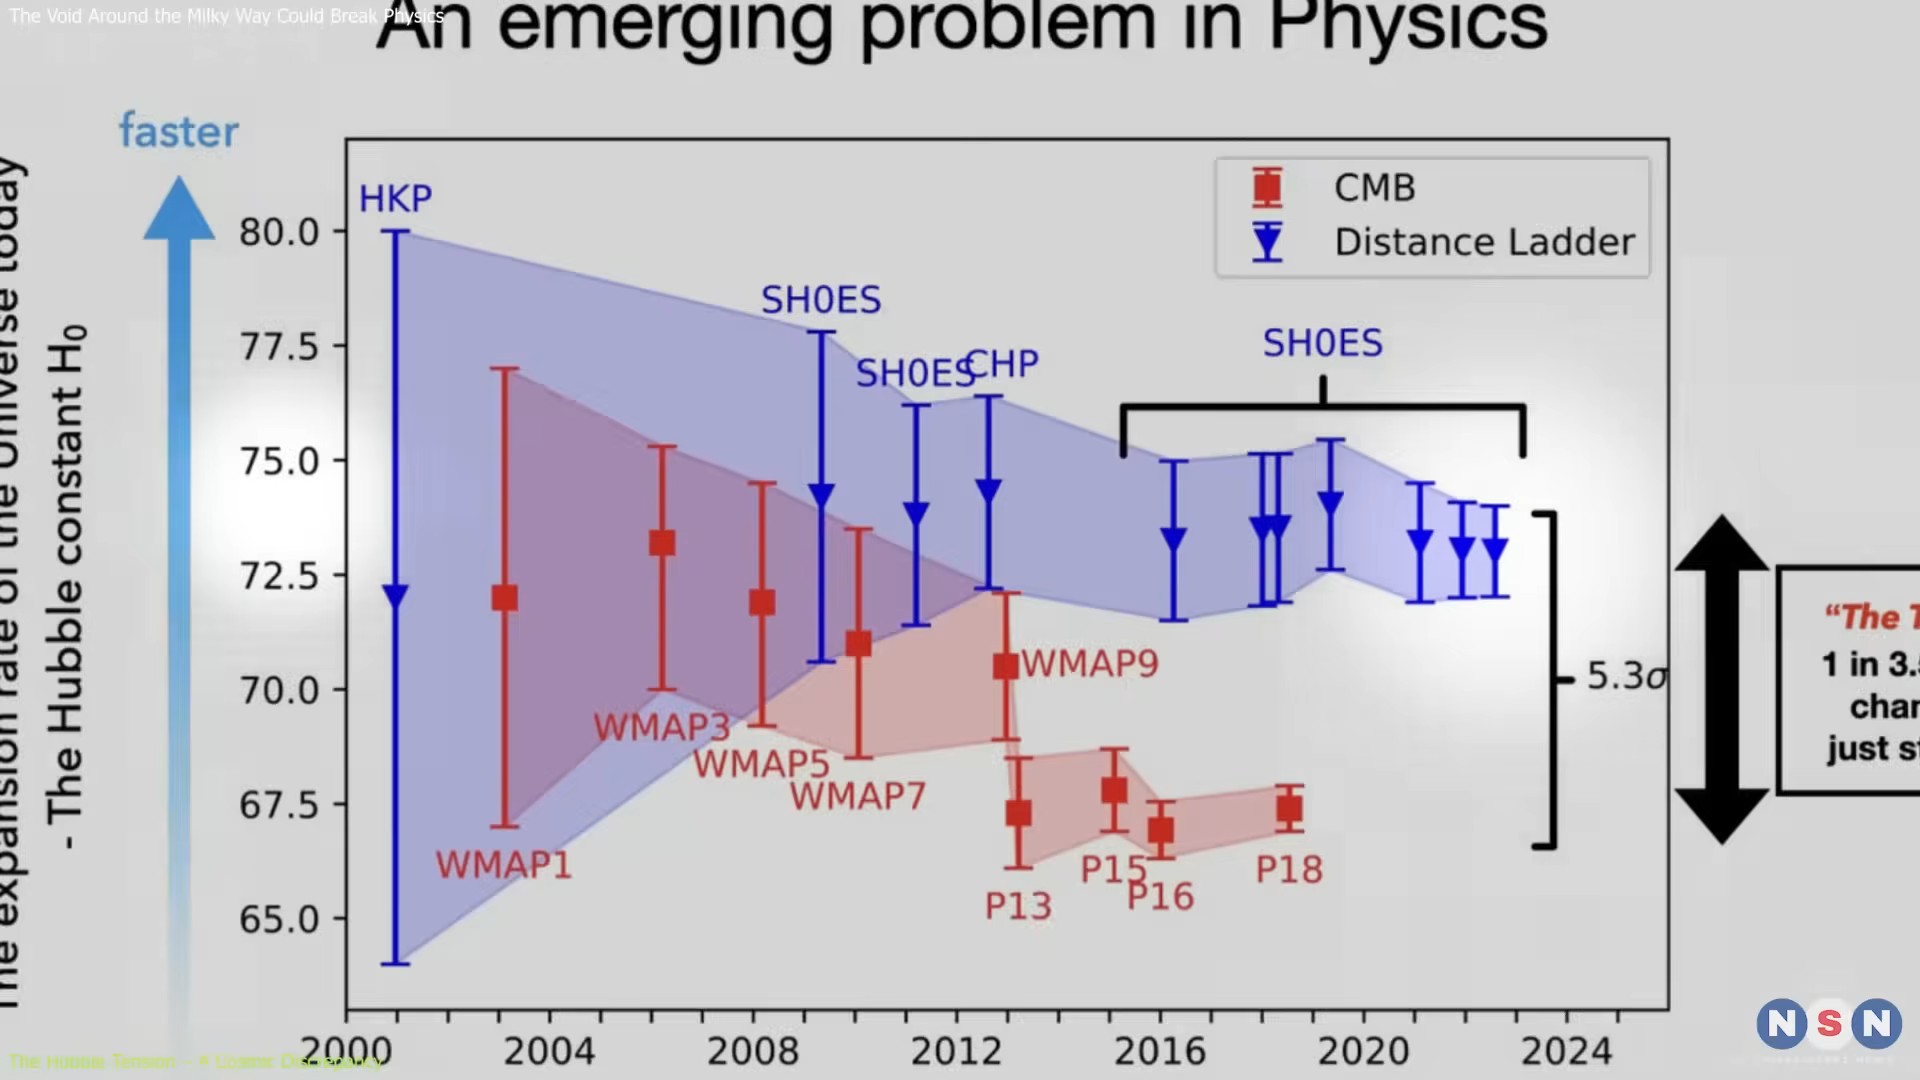 The Void Around the Milky Way Could Break Physics
An emerging problem in Physics
faster
The expansion rate of the Universe today
- The Hubble constant H₀
80.0
77.5
75.0
72.5
70.0
67.5
65.0
2000
2004
2008
2012
2016
2020
2024
CMB
Distance Ladder
HKP
SH0ES
SH0ES
CHP
SH0ES
WMAP1
WMAP3
WMAP5
WMAP7
WMAP9
P13
P15
P16
P18
5.3σ
“The T
1 in 3.5
char
just st
The Hubble Tension – A Cosmic Discrepancy
NSN